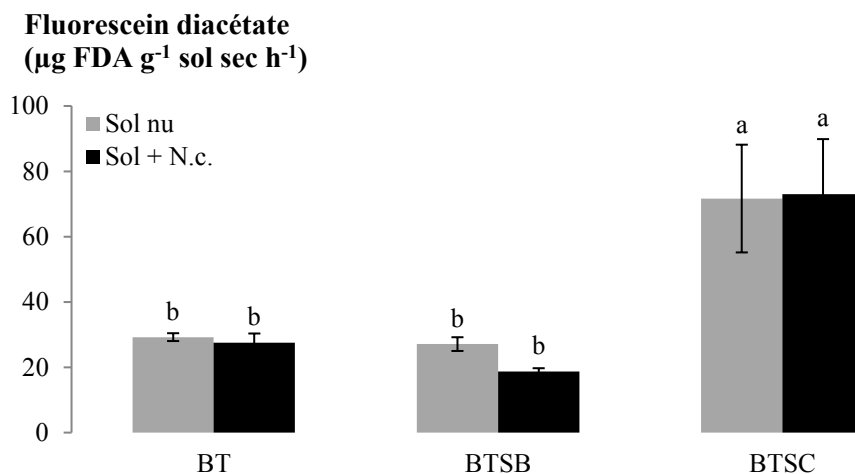 Fluorescein diacétate
(µg FDA g⁻¹ sol sec h⁻¹)
100
80
60
40
20
0
Sol nu
Sol + N.c.
b
b
b
b
a
a
BT
BTSB
BTSC